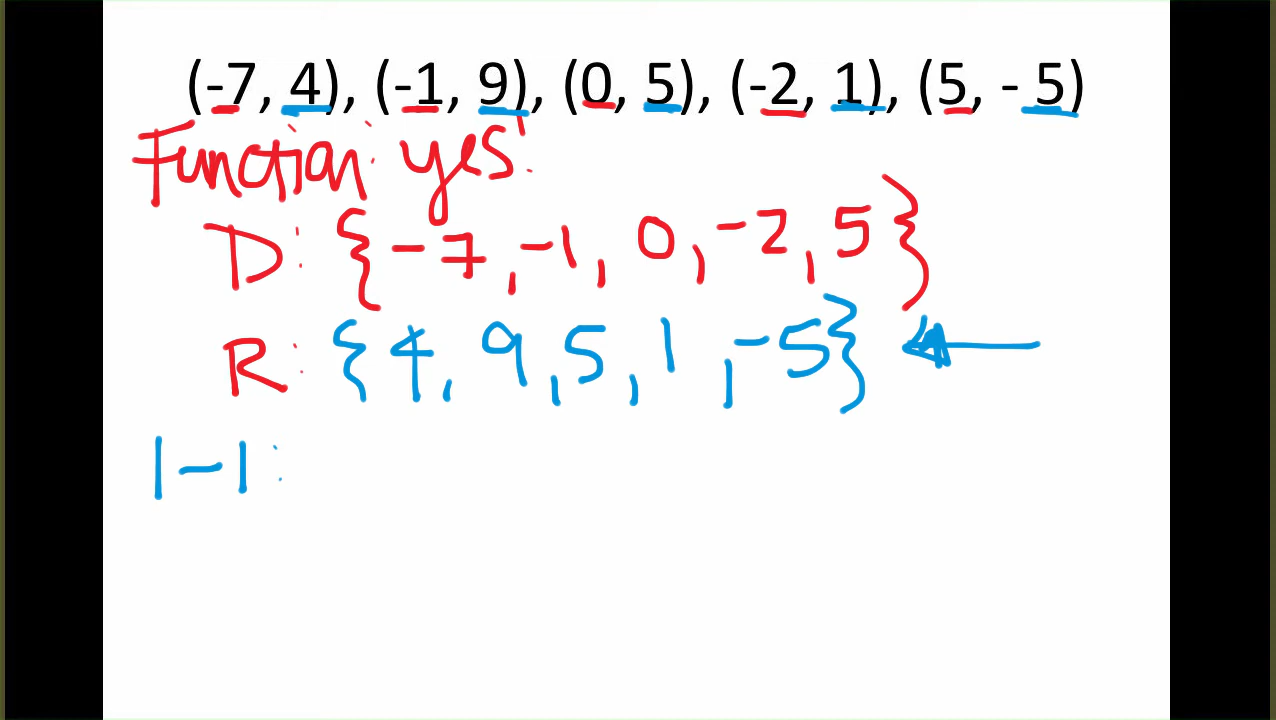 (-7, 4), (-1, 9), (0, 5), (-2, 1), (5, - 5)
Function: yes!
D: {-7, -1, 0, -2, 5}
R: {4, 9, 5, 1, -5}
1-1: